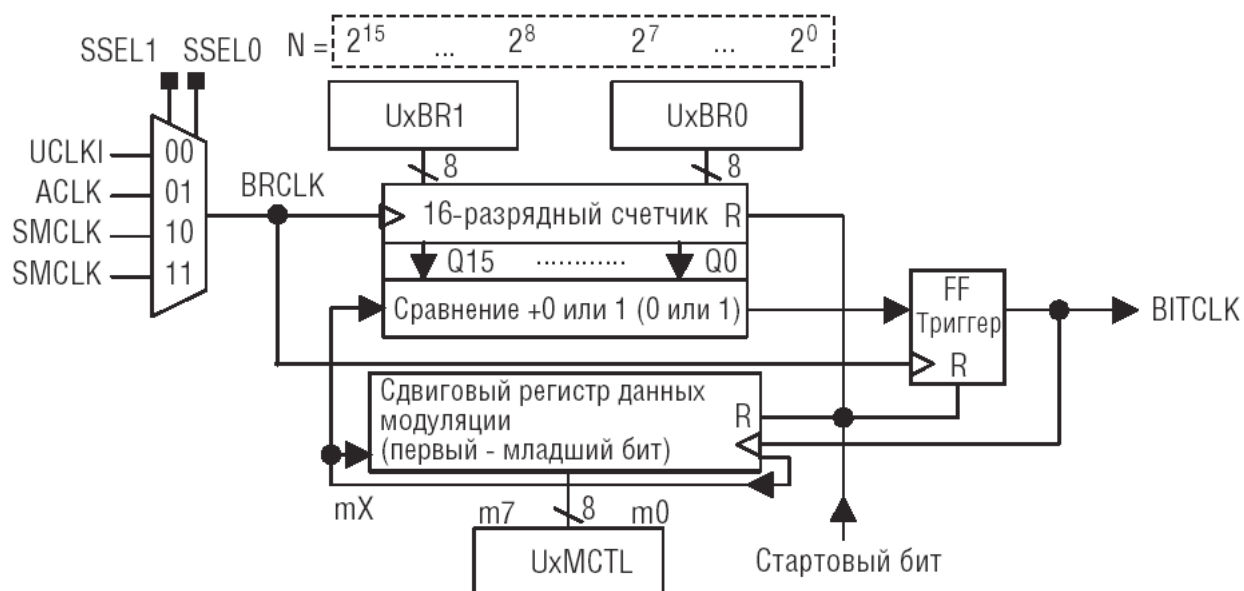 SSEL1 SSEL0 N = 2^15 ... 2^8 2^7 ... 2^0
UxBR1
UxBR0
UCLKI
00
8
8
ACLK
01
BRCLK
SMCLK
10
16-разрядный счетчик R
SMCLK
11
Q15 ............ Q0
Сравнение +0 или 1 (0 или 1)
FF
Триггер
R
BITCLK
Сдвиговый регистр данных
модуляции
(первый - младший бит)
R
mX
m7
8
m0
UxMCTL
Стартовый бит